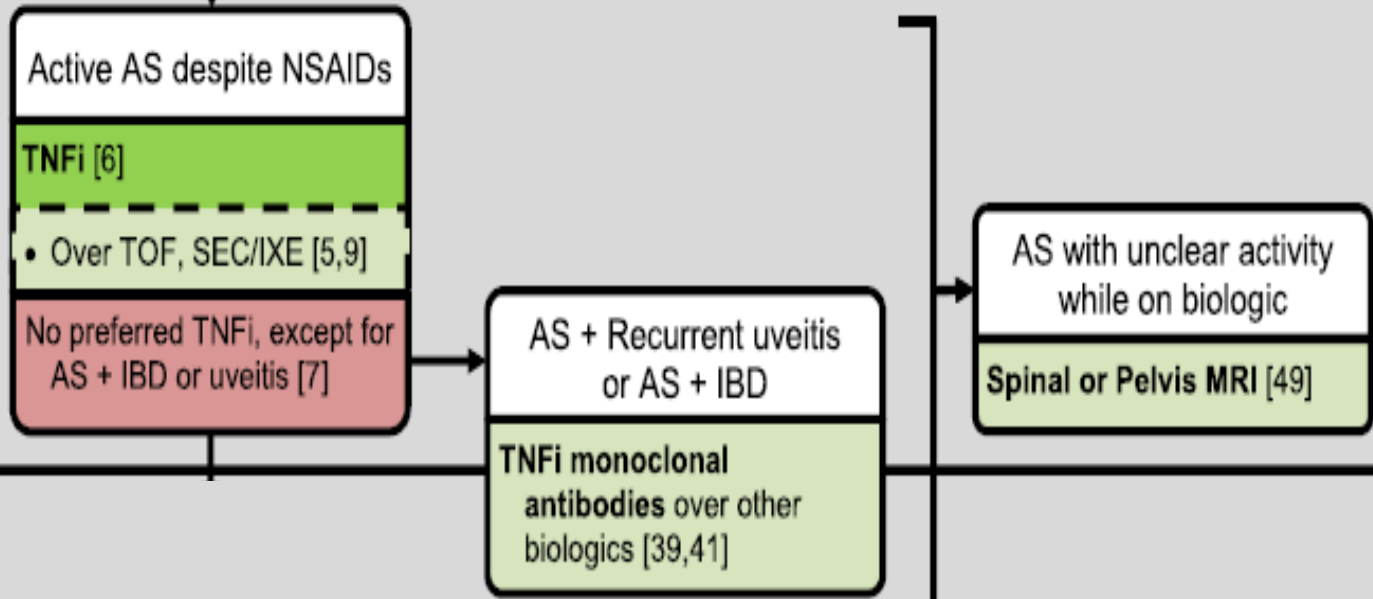 Active AS despite NSAIDs
TNFi [6]
• Over TOF, SEC/IXE [5,9]
No preferred TNFi, except for
AS + IBD or uveitis [7]
AS + Recurrent uveitis
or AS + IBD
TNFi monoclonal
antibodies over other
biologics [39,41]
AS with unclear activity
while on biologic
Spinal or Pelvis MRI [49]